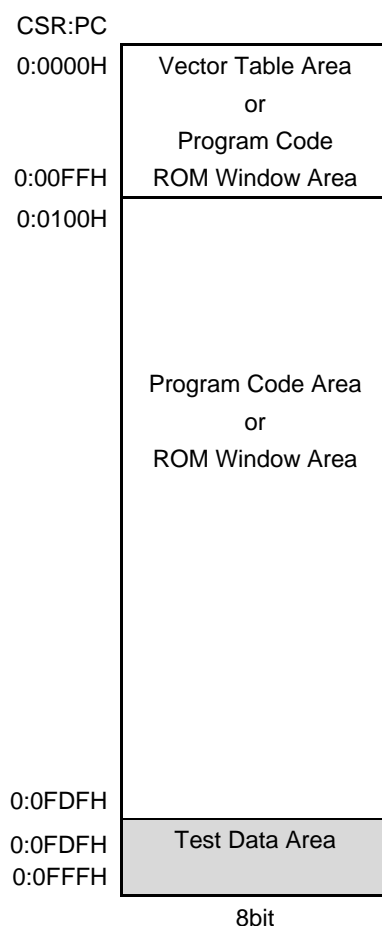 CSR:PC
0:0000H Vector Table Area
or
Program Code
0:00FFH ROM Window Area
0:0100H
Program Code Area
or
ROM Window Area
0:0FDFH
0:0FDFH Test Data Area
0:0FFFH
8bit